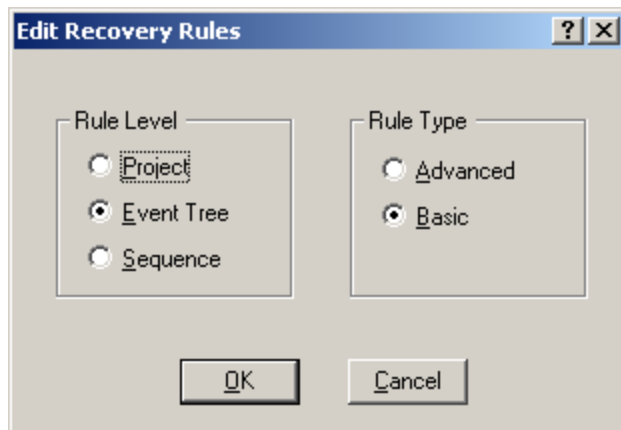 Edit Recovery Rules ? X
Rule Level
Project
Event Tree
Sequence
Rule Type
Advanced
Basic
OK
Cancel